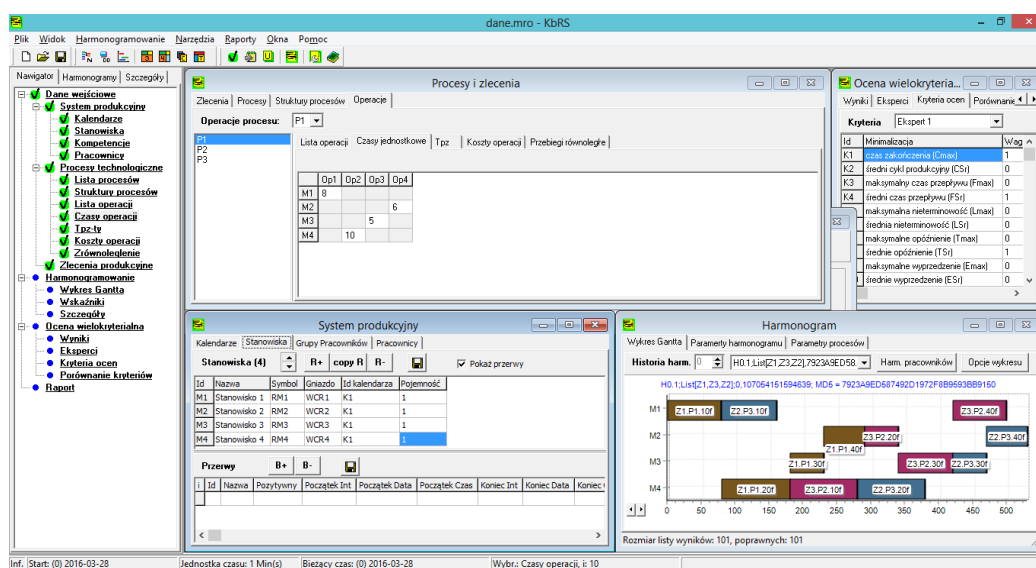 dane.mro - KbRS
Plik Widok Harmonogramowanie Narzędzia Raporty Okna Pomoc
Nawigator Harmonogramy Szczegóły
Dane wejściowe
System produkcyjny
Kalendarze
Stanowiska
Kompetencje
Pracownicy
Procesy technologiczne
Lista procesów
Struktury procesów
Lista operacji
Czasy operacji
Tpz-ty
Koszty operacji
Zrównoleglenie
Zlecenia produkcyjne
Harmonogramowanie
Wykres Gantta
Wskaźniki
Szczegóły
Ocena wielokryterialna
Wyniki
Eksperci
Kryteria ocen
Porównanie kryteriów
Raport
Procesy i zlecenia
Zlecenia Procesy Struktury procesów Operacje
Operacje procesu: P1
P1
P2
P3
Lista operacji Czasy jednostkowe Tpz Koszty operacji Przebiegi równoległe
Op1 Op2 Op3 Op4
M1 8
M2 6
M3 5
M4 10
Ocena wielokryteria...
Wyniki Eksperci Kryteria ocen Porównanie
Kryteria Ekspert 1
Id Minimalizacja Wag
K1 czas zakończenia (Cmax) 1
K2 średni cykl produkcyjny (CSr) 0
K3 maksymalny czas przepływu (Fmax) 0
K4 średni czas przepływu (FSr) 1
maksymalna nieterminowość (Lmax) 0
średnia nieterminowość (LSr) 0
maksymalne opóźnienie (Tmax) 0
średnie opóźnienie (TSr) 1
maksymalne wyprzedzenie (Emax) 0
średnie wyprzedzenie (ESr) 0
System produkcyjny
Kalendarze Stanowiska Grupy Pracowników Pracownicy
Stanowiska (4) R+ copy R R- Pokaż przerwy
Id Nazwa Symbol Gniazdo Id kalendarza Pojemność
M1 Stanowisko 1 RM1 WCR1 K1 1
M2 Stanowisko 2 RM2 WCR2 K1 1
M3 Stanowisko 3 RM3 WCR3 K1 1
M4 Stanowisko 4 RM4 WCR4 K1 1
Przerwy B+ B-
i Id Nazwa Pozytywny Początek Int Początek Data Początek Czas Koniec Int Koniec Data Koniec
Harmonogram
Wykres Gantta Parametry harmonogramu Parametry procesów
Historia harm. 0 H0.1;List[Z1,Z3,Z2].7923A9ED58. Harm. pracowników Opcje wykresu
H0.1;List[Z1,Z3,Z2];0,107054151594639; MD5 = 7923A9ED587492D1972F8B9593BB9150
M1 Z1.P1.10f Z2.P3.10f Z3.P2.40f
M2 Z1.P1.40f Z3.P2.20f Z2.P3.40f
M3 Z1.P1.30f Z3.P2.30f Z2.P3.30f
M4 Z1.P1.20f Z3.P2.10f Z2.P3.20f
0 50 100 150 200 250 300 350 400 450 500
Rozmiar listy wyników: 101, poprawnych: 101
Inf. Start: (0) 2016-03-28 Jednostka czasu: 1 Min(s) Bieżący czas: (0) 2016-03-28 Wybr.: Czasy operacji, i: 10